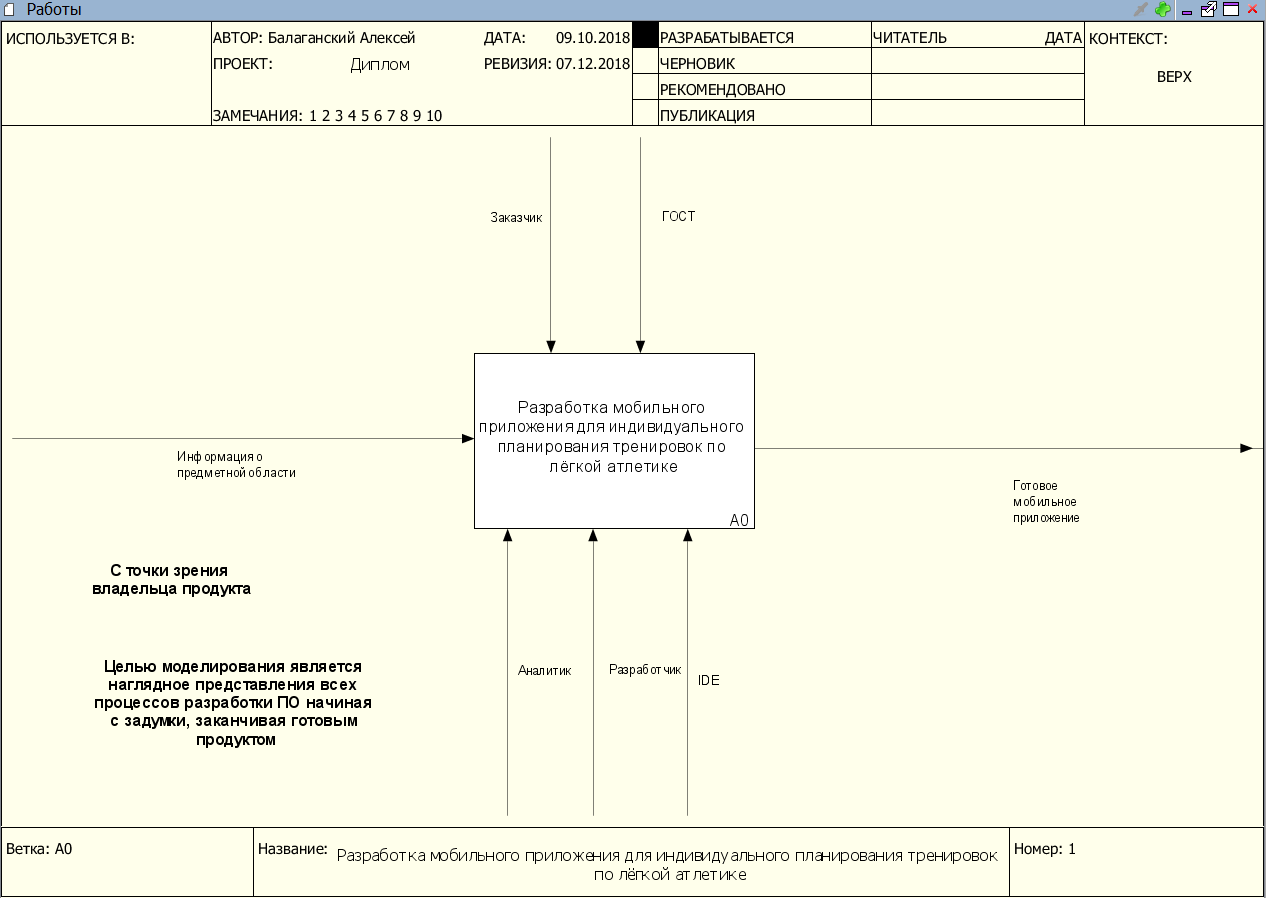 Работы
ИСПОЛЬЗУЕТСЯ В:
АВТОР: Балаганский Алексей
ДАТА: 09.10.2018
ПРОЕКТ: Диплом
РЕВИЗИЯ: 07.12.2018
ЗАМЕЧАНИЯ: 1 2 3 4 5 6 7 8 9 10
РАЗРАБАТЫВАЕТСЯ
ЧЕРНОВИК
РЕКОМЕНДОВАНО
ПУБЛИКАЦИЯ
ЧИТАТЕЛЬ
ДАТА
КОНТЕКСТ:
ВЕРХ
Заказчик
ГОСТ
Разработка мобильного
приложения для индивидуального
планирования тренировок по
лёгкой атлетике
A0
Информация о
предметной области
Готовое
мобильное
приложение
С точки зрения
владельца продукта
Целью моделирования является
наглядное представления всех
процессов разработки ПО начиная
с задумки, заканчивая готовым
продуктом
Аналитик
Разработчик
IDE
Ветка: A0
Название: Разработка мобильного приложения для индивидуального планирования тренировок
по лёгкой атлетике
Номер: 1